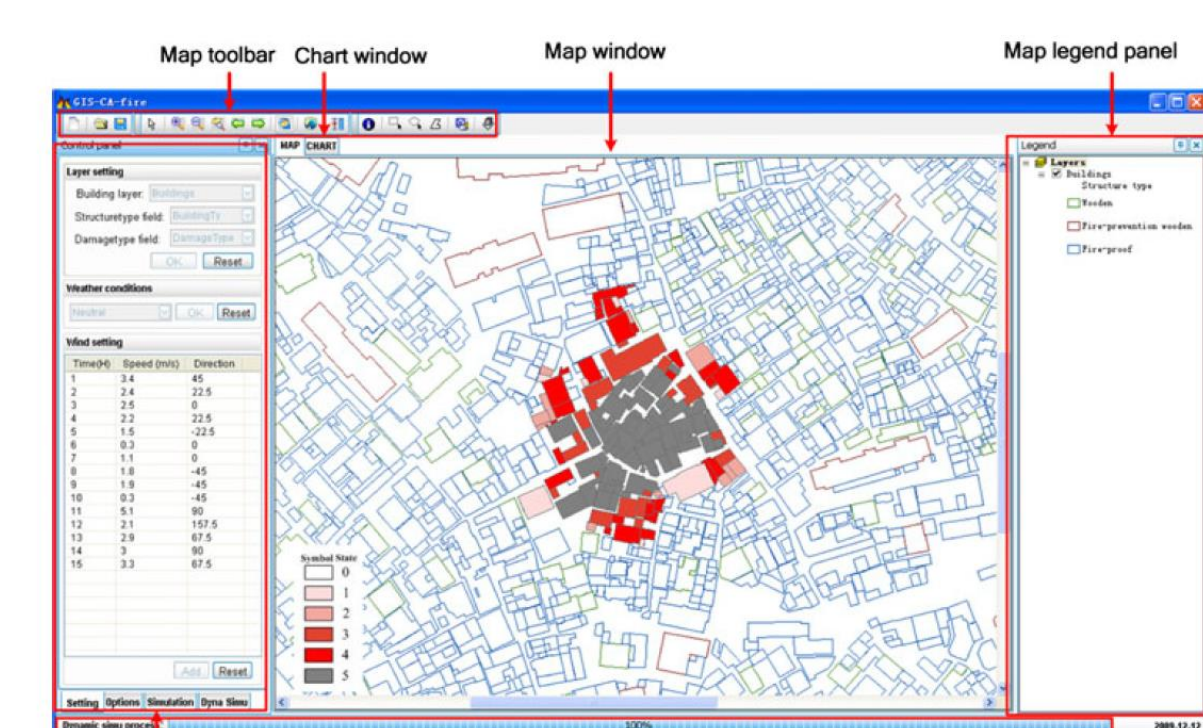 Map toolbar Chart window Map window Map legend panel
GIS-CA-fire
Control panel
MAP CHART
Legend
Layer setting
Building layer: Buildings
Structuretype field: BuildingTy
Damagetype field: DamageType
OK Reset
Weather conditions
Neutral OK Reset
Wind setting
Time(H) Speed (m/s) Direction
1 3.4 45
2 2.4 22.5
3 2.5 0
4 2.2 22.5
5 1.5 -22.5
6 0.3 0
7 1.1 0
8 1.8 -45
9 1.9 -45
10 0.3 -45
11 5.1 90
12 2.1 157.5
13 2.9 67.5
14 3 90
15 3.3 67.5
Add Reset
Setting Options Simulation Dyna Simu
Symbol State
0
1
2
3
4
5
Layers
Buildings
Structure type
Wooden
Fire-prevention wooden
Fire-proof
Dynamic simu process 100% 2009.12.17